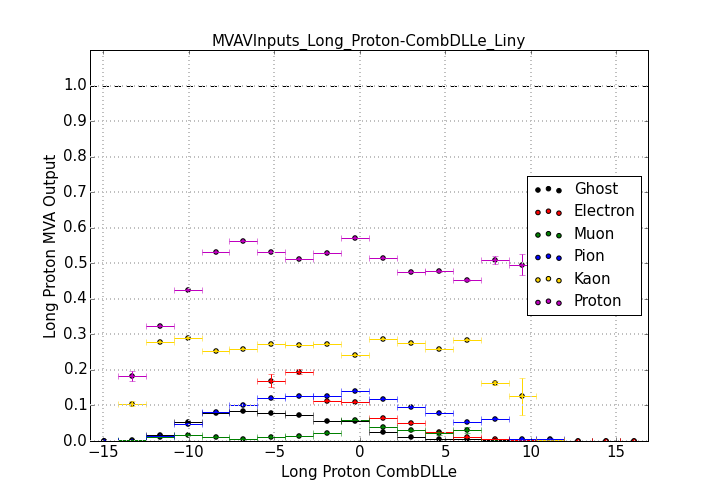 MVAVInputs_Long_Proton-CombDLLe_Liny
Long Proton MVA Output
1.0
0.9
0.8
0.7
0.6
0.5
0.4
0.3
0.2
0.1
0.0
Ghost
Electron
Muon
Pion
Kaon
Proton
−15 −10 −5 0 5 10 15
Long Proton CombDLLe